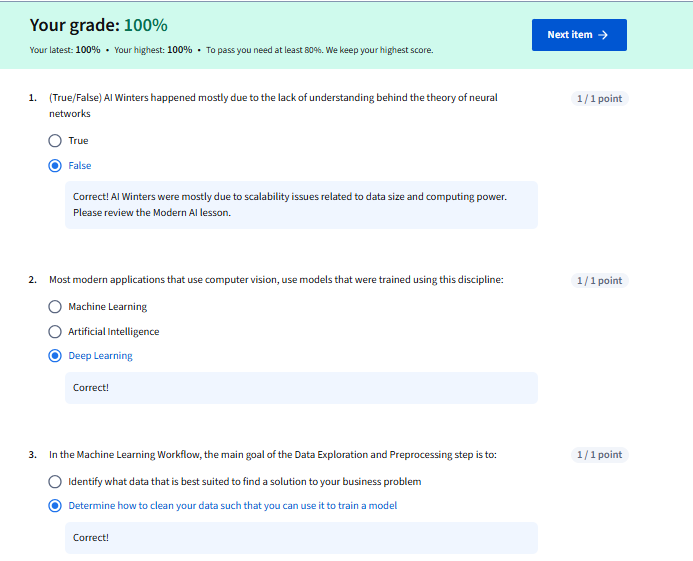 Your grade: 100%
Next item →
Your latest: 100% • Your highest: 100% • To pass you need at least 80%. We keep your highest score.
1. (True/False) AI Winters happened mostly due to the lack of understanding behind the theory of neural
networks
1 / 1 point
True
False
Correct! AI Winters were mostly due to scalability issues related to data size and computing power.
Please review the Modern AI lesson.
2. Most modern applications that use computer vision, use models that were trained using this discipline:
1 / 1 point
Machine Learning
Artificial Intelligence
Deep Learning
Correct!
3. In the Machine Learning Workflow, the main goal of the Data Exploration and Preprocessing step is to:
1 / 1 point
Identify what data that is best suited to find a solution to your business problem
Determine how to clean your data such that you can use it to train a model
Correct!